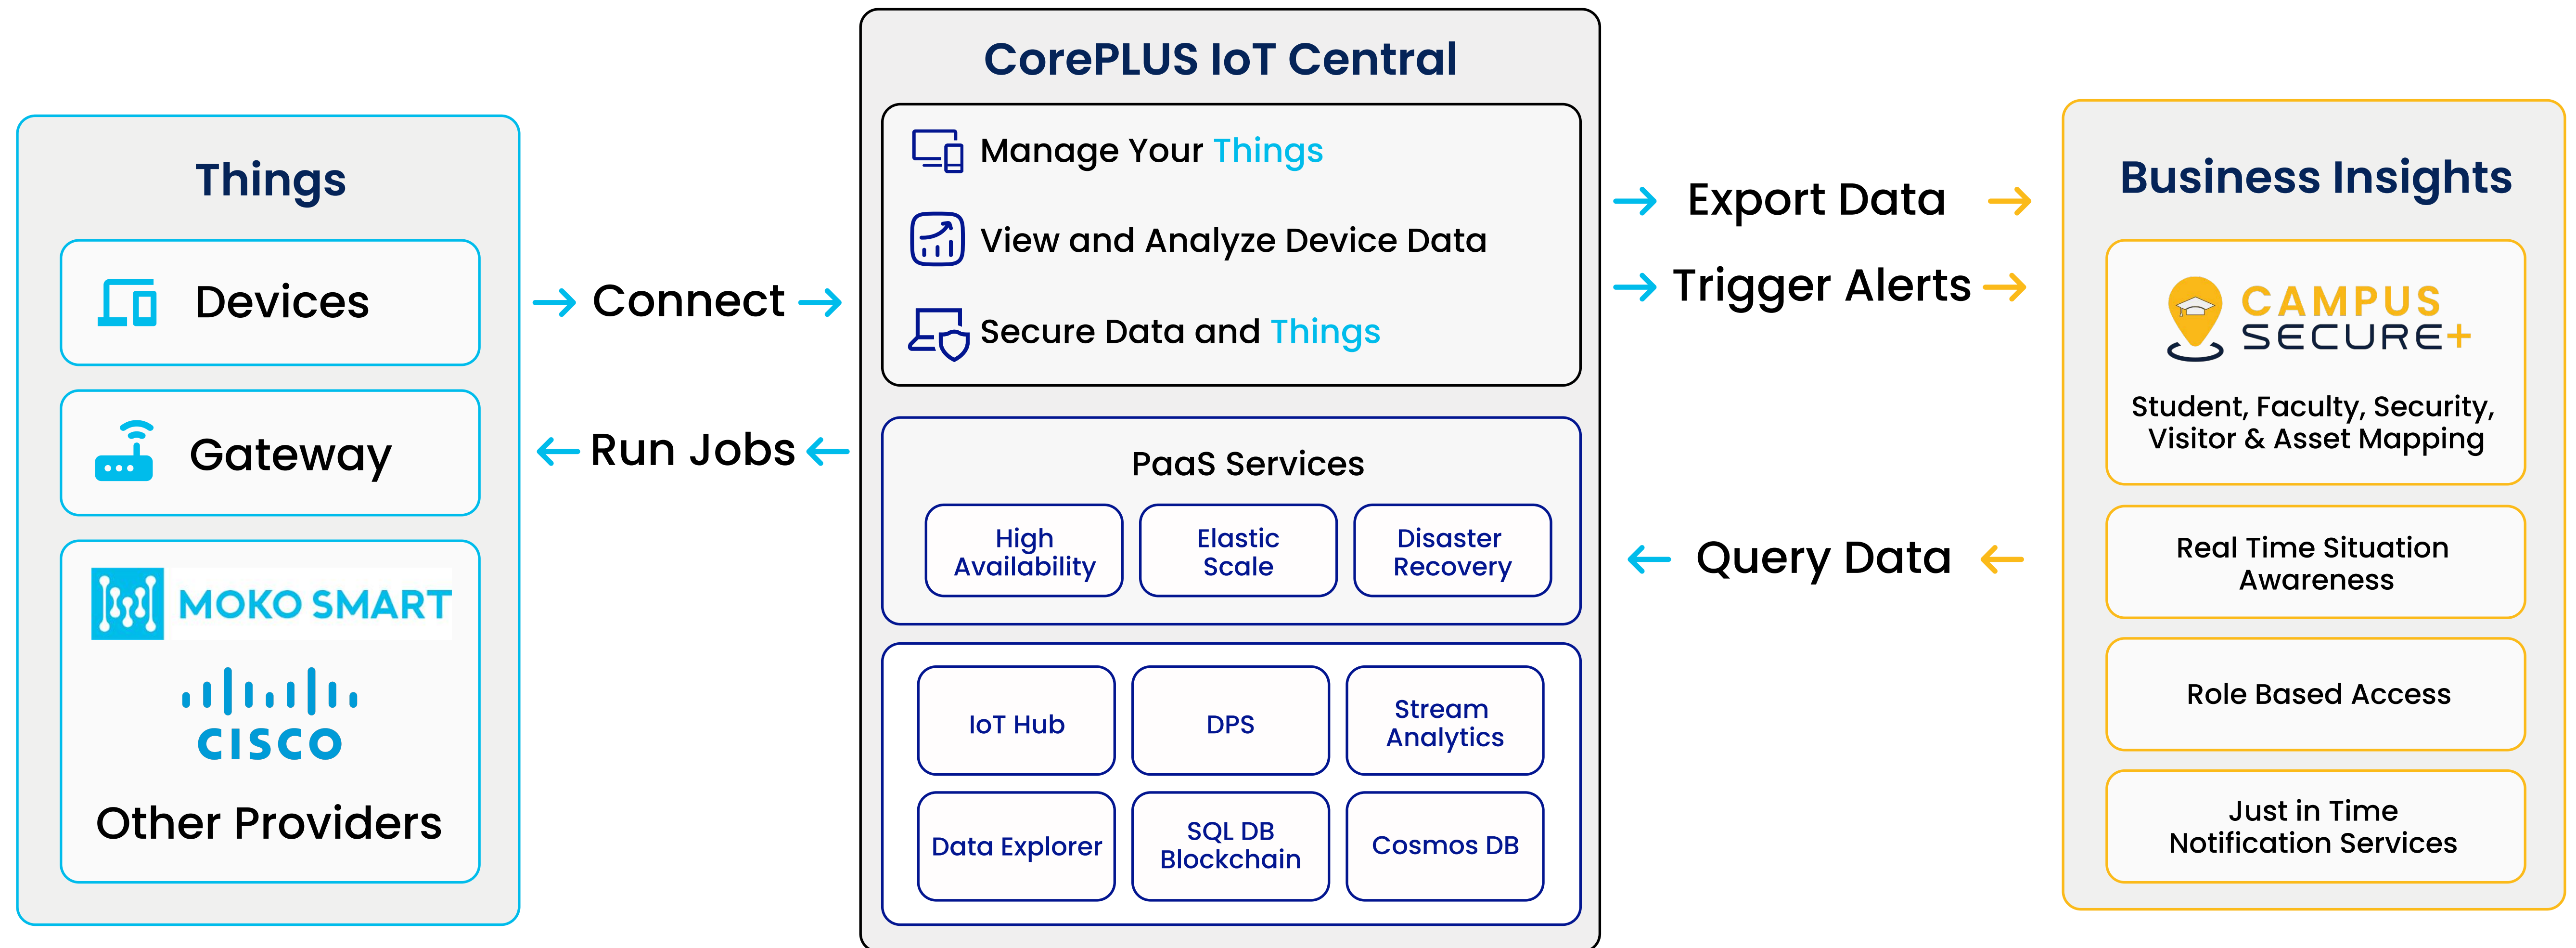 Things
Devices
Gateway
MOKO SMART
CISCO
Other Providers
Connect
Run Jobs
CorePLUS IoT Central
Manage Your Things
View and Analyze Device Data
Secure Data and Things
PaaS Services
High
Availability
Elastic
Scale
Disaster
Recovery
IoT Hub
DPS
Stream
Analytics
Data Explorer
SQL DB
Blockchain
Cosmos DB
Export Data
Trigger Alerts
Query Data
Business Insights
CAMPUS
SECURE+
Student, Faculty, Security,
Visitor & Asset Mapping
Real Time Situation
Awareness
Role Based Access
Just in Time
Notification Services